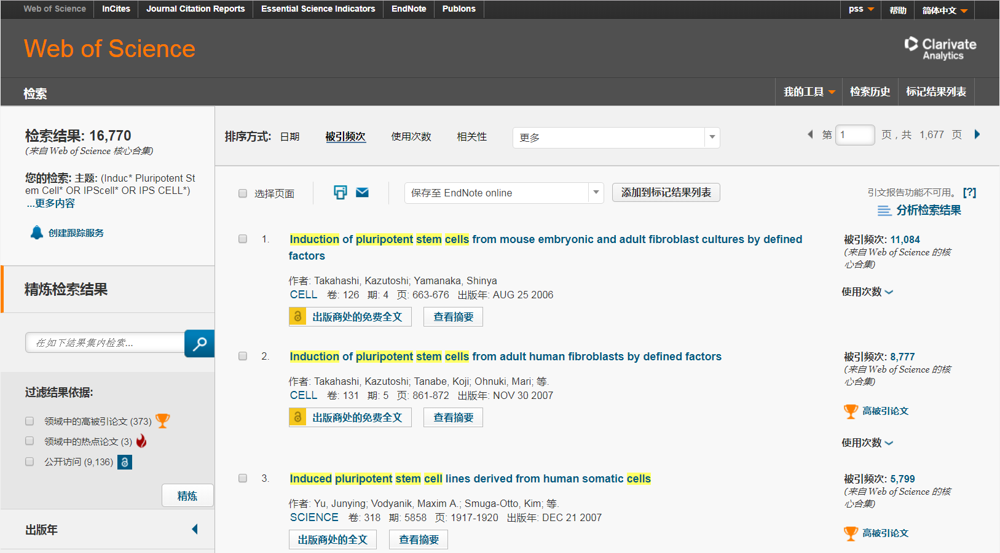 Web of Science InCites Journal Citation Reports Essential Science Indicators EndNote Publons pss 帮助 简体中文
Web of Science
Clarivate
Analytics
检索 我的工具 检索历史 标记结果列表
检索结果: 16,770
(来自 Web of Science 核心合集)
您的检索: 主题: (Induc* Pluripotent St
em Cell* OR IPScell* OR IPS CELL*)
...更多内容
创建跟踪服务
精炼检索结果
在如下结果集内检索...
过滤结果依据:
领域中的高被引论文 (373)
领域中的热点论文 (3)
公开访问 (9,136)
精炼
出版年
排序方式: 日期 被引频次 使用次数 相关性 更多
第 1 页 , 共 1,677 页
选择页面 保存至 EndNote online 添加到标记结果列表
引文报告功能不可用。 [?]
分析检索结果
1. Induction of pluripotent stem cells from mouse embryonic and adult fibroblast cultures by defined
factors
作者: Takahashi, Kazutoshi; Yamanaka, Shinya
CELL 卷: 126 期: 4 页: 663-676 出版年: AUG 25 2006
出版商处的免费全文 查看摘要
被引频次: 11,084
(来自 Web of Science 的核
心合集)
使用次数
2. Induction of pluripotent stem cells from adult human fibroblasts by defined factors
作者: Takahashi, Kazutoshi; Tanabe, Koji; Ohnuki, Mari; 等.
CELL 卷: 131 期: 5 页: 861-872 出版年: NOV 30 2007
出版商处的免费全文 查看摘要
被引频次: 8,777
(来自 Web of Science 的核
心合集)
高被引论文
使用次数
3. Induced pluripotent stem cell lines derived from human somatic cells
作者: Yu, Junying; Vodyanik, Maxim A.; Smuga-Otto, Kim; 等.
SCIENCE 卷: 318 期: 5858 页: 1917-1920 出版年: DEC 21 2007
出版商处的全文 查看摘要
被引频次: 5,799
(来自 Web of Science 的核
心合集)
高被引论文